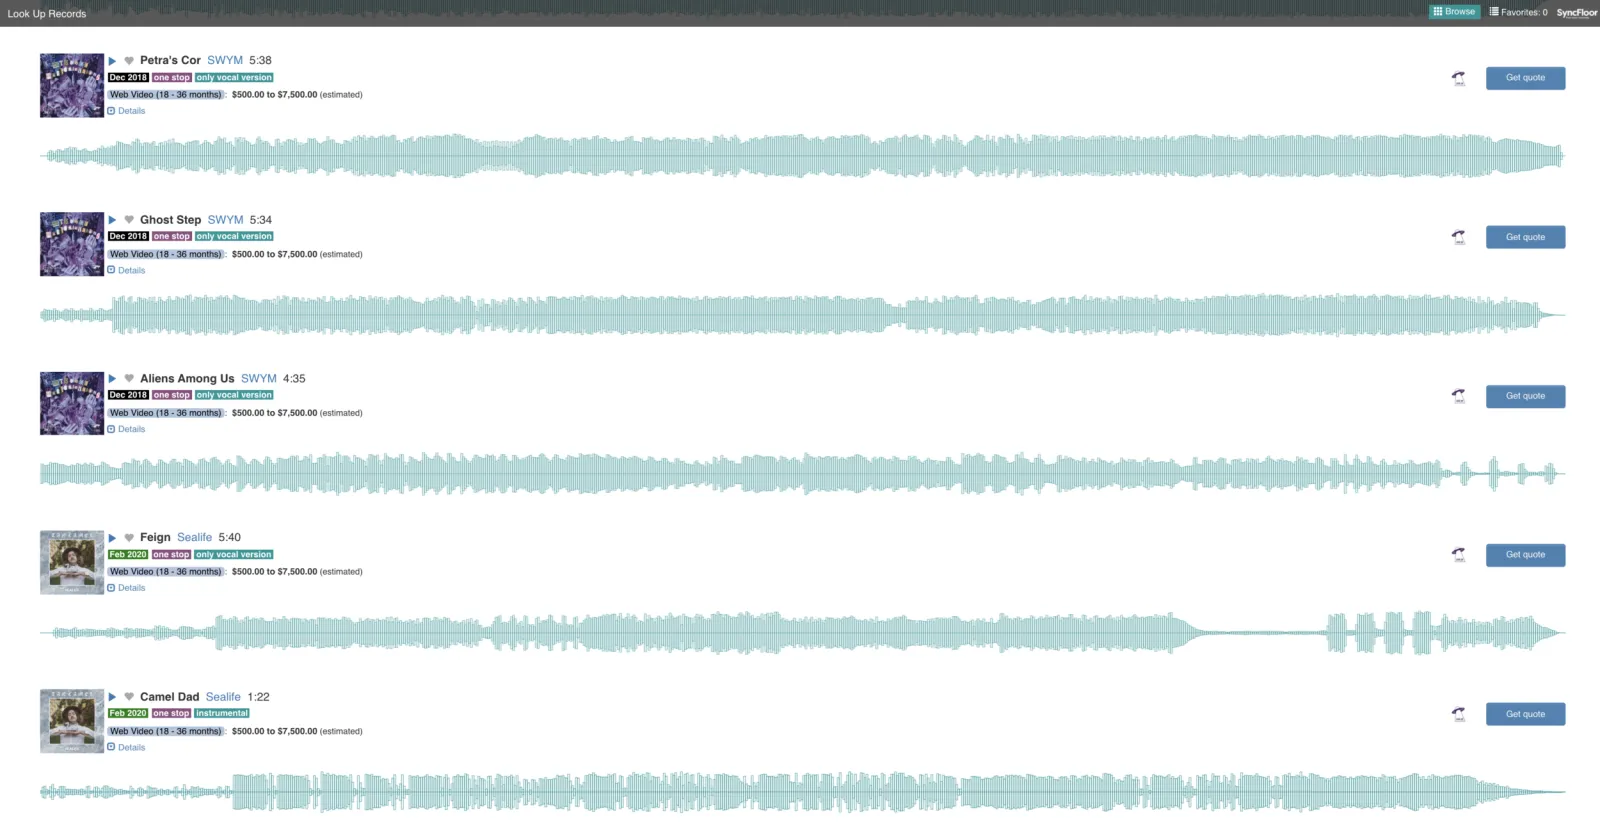 Look Up Records
Browse Favorites: 0 SyncFloor
Petra's Cor SWYM 5:38
Dec 2018 one stop only vocal version
Web Video (18 - 36 months): $500.00 to $7,500.00 (estimated)
Details
Get quote
Ghost Step SWYM 5:34
Dec 2018 one stop only vocal version
Web Video (18 - 36 months): $500.00 to $7,500.00 (estimated)
Details
Get quote
Aliens Among Us SWYM 4:35
Dec 2018 one stop only vocal version
Web Video (18 - 36 months): $500.00 to $7,500.00 (estimated)
Details
Get quote
Feign Sealife 5:40
Feb 2020 one stop only vocal version
Web Video (18 - 36 months): $500.00 to $7,500.00 (estimated)
Details
Get quote
Camel Dad Sealife 1:22
Feb 2020 one stop instrumental
Web Video (18 - 36 months): $500.00 to $7,500.00 (estimated)
Details
Get quote